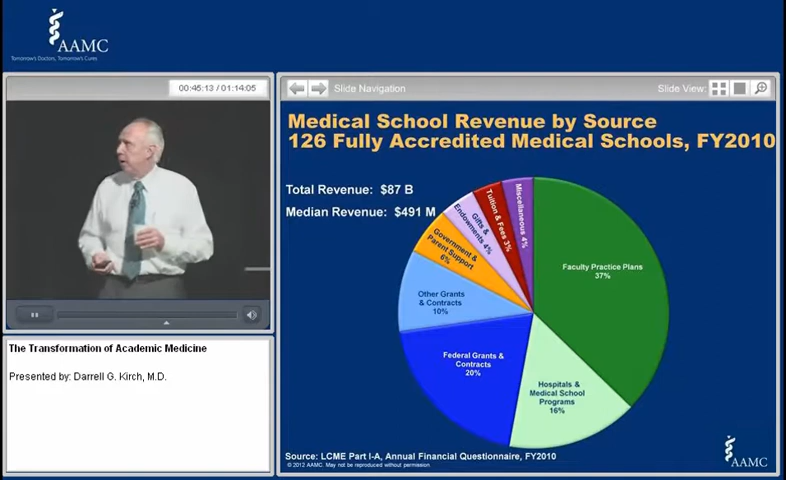 AAMC
Tomorrow's Doctors, Tomorrow's Cures
00:45:13 / 01:14:05
Slide Navigation
Slide View:
Medical School Revenue by Source
126 Fully Accredited Medical Schools, FY2010
Total Revenue: $87 B
Median Revenue: $491 M
Faculty Practice Plans
37%
Hospitals &
Medical School
Programs
16%
Federal Grants &
Contracts
20%
Other Grants
& Contracts
10%
Government &
Parent Support
6%
Gifts &
Endowments 4%
Tuition & Fees 3%
Miscellaneous 4%
The Transformation of Academic Medicine
Presented by: Darrell G. Kirch, M.D.
Source: LCME Part I-A, Annual Financial Questionnaire, FY2010
© 2012 AAMC. May not be reproduced without permission
AAMC